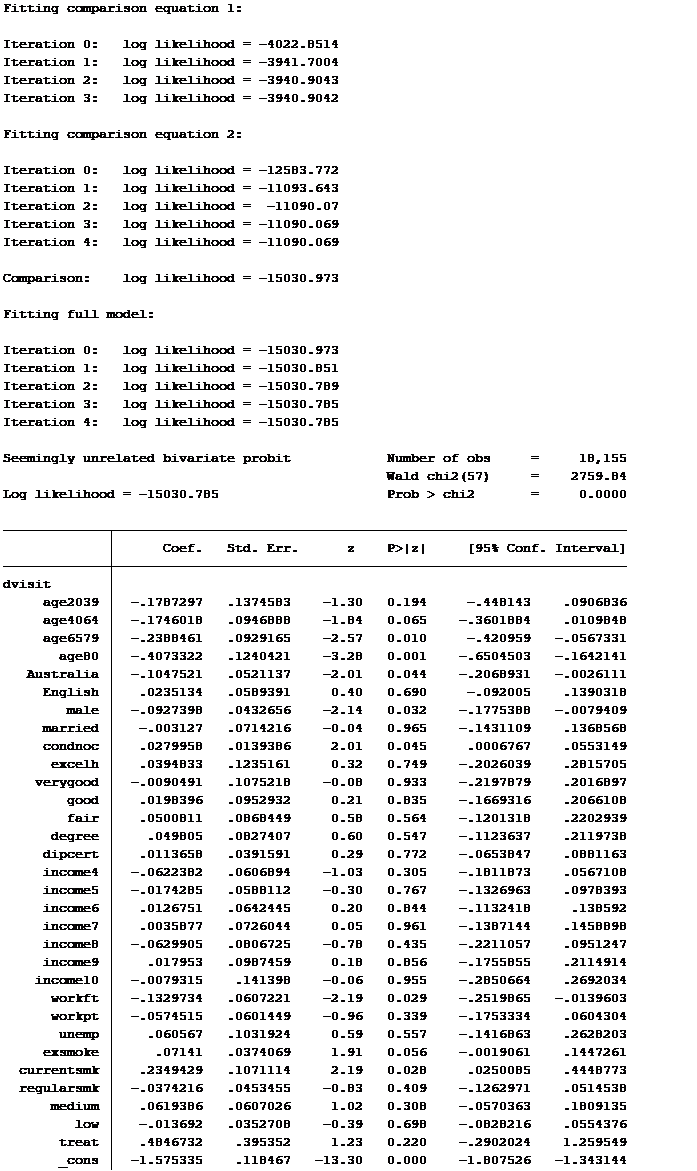 Fitting comparison equation 1:
Iteration 0: log likelihood = -4022.8514
Iteration 1: log likelihood = -3941.7004
Iteration 2: log likelihood = -3940.9043
Iteration 3: log likelihood = -3940.9042
Fitting comparison equation 2:
Iteration 0: log likelihood = -12583.772
Iteration 1: log likelihood = -11093.643
Iteration 2: log likelihood = -11090.07
Iteration 3: log likelihood = -11090.069
Iteration 4: log likelihood = -11090.069
Comparison: log likelihood = -15030.973
Fitting full model:
Iteration 0: log likelihood = -15030.973
Iteration 1: log likelihood = -15030.851
Iteration 2: log likelihood = -15030.789
Iteration 3: log likelihood = -15030.785
Iteration 4: log likelihood = -15030.785
Seemingly unrelated bivariate probit Number of obs = 18,155
Wald chi2(57) = 2759.84
Log likelihood = -15030.785 Prob > chi2 = 0.0000
Coef. Std. Err. z P>|z| [95% Conf. Interval]
dvisit
age2039 -.1787297 .1374583 -1.30 0.194 -.448143 .0906836
age4064 -.1746018 .0946888 -1.84 0.065 -.3601884 .0109848
age6579 -.2388461 .0929165 -2.57 0.010 -.420959 -.0567331
age80 -.4073322 .1240421 -3.28 0.001 -.6504503 -.1642141
Australia -.1047521 .0521137 -2.01 0.044 -.2068931 -.0026111
English .0235134 .0589391 0.40 0.690 -.092005 .1390318
male -.0927398 .0432656 -2.14 0.032 -.1775388 -.0079409
married -.003127 .0714216 -0.04 0.965 -.1431109 .1368568
condnoc .0279958 .0139386 2.01 0.045 .0006767 .0553149
excelh .0394833 .1235161 0.32 0.749 -.2026039 .2815705
verygood -.0090491 .1075218 -0.08 0.933 -.2197879 .2016897
good .0198396 .0952932 0.21 0.835 -.1669316 .2066108
fair .0500811 .0868449 0.58 0.564 -.1201318 .2202939
degree .049805 .0827407 0.60 0.547 -.1123637 .2119738
dipcert .0113658 .0391591 0.29 0.772 -.0653847 .0881163
income4 -.0622382 .0606894 -1.03 0.305 -.1811873 .0567108
income5 -.0174285 .0588112 -0.30 0.767 -.1326963 .0978393
income6 .0126751 .0642445 0.20 0.844 -.1132418 .138592
income7 .0035877 .0726044 0.05 0.961 -.1387144 .1458898
income8 -.0629905 .0806725 -0.78 0.435 -.2211057 .0951247
income9 .017953 .0987459 0.18 0.856 -.1755855 .2114914
income10 -.0079315 .141398 -0.06 0.955 -.2850664 .2692034
workft -.1329734 .0607221 -2.19 0.029 -.2519865 -.0139603
workpt -.0574515 .0601449 -0.96 0.339 -.1753334 .0604304
unemp .060567 .1031924 0.59 0.557 -.1416863 .2628203
exsmoke .07141 .0374069 1.91 0.056 -.0019061 .1447261
currentsmk .2349429 .1071114 2.19 0.028 .0250085 .4448773
regularsmk -.0374216 .0453455 -0.83 0.409 -.1262971 .0514538
medium .0619386 .0607026 1.02 0.308 -.0570363 .1809135
low -.013692 .0352708 -0.39 0.698 -.0828216 .0554376
treat .4846732 .395352 1.23 0.220 -.2902024 1.259549
_cons -1.575335 .118467 -13.30 0.000 -1.807526 -1.343144